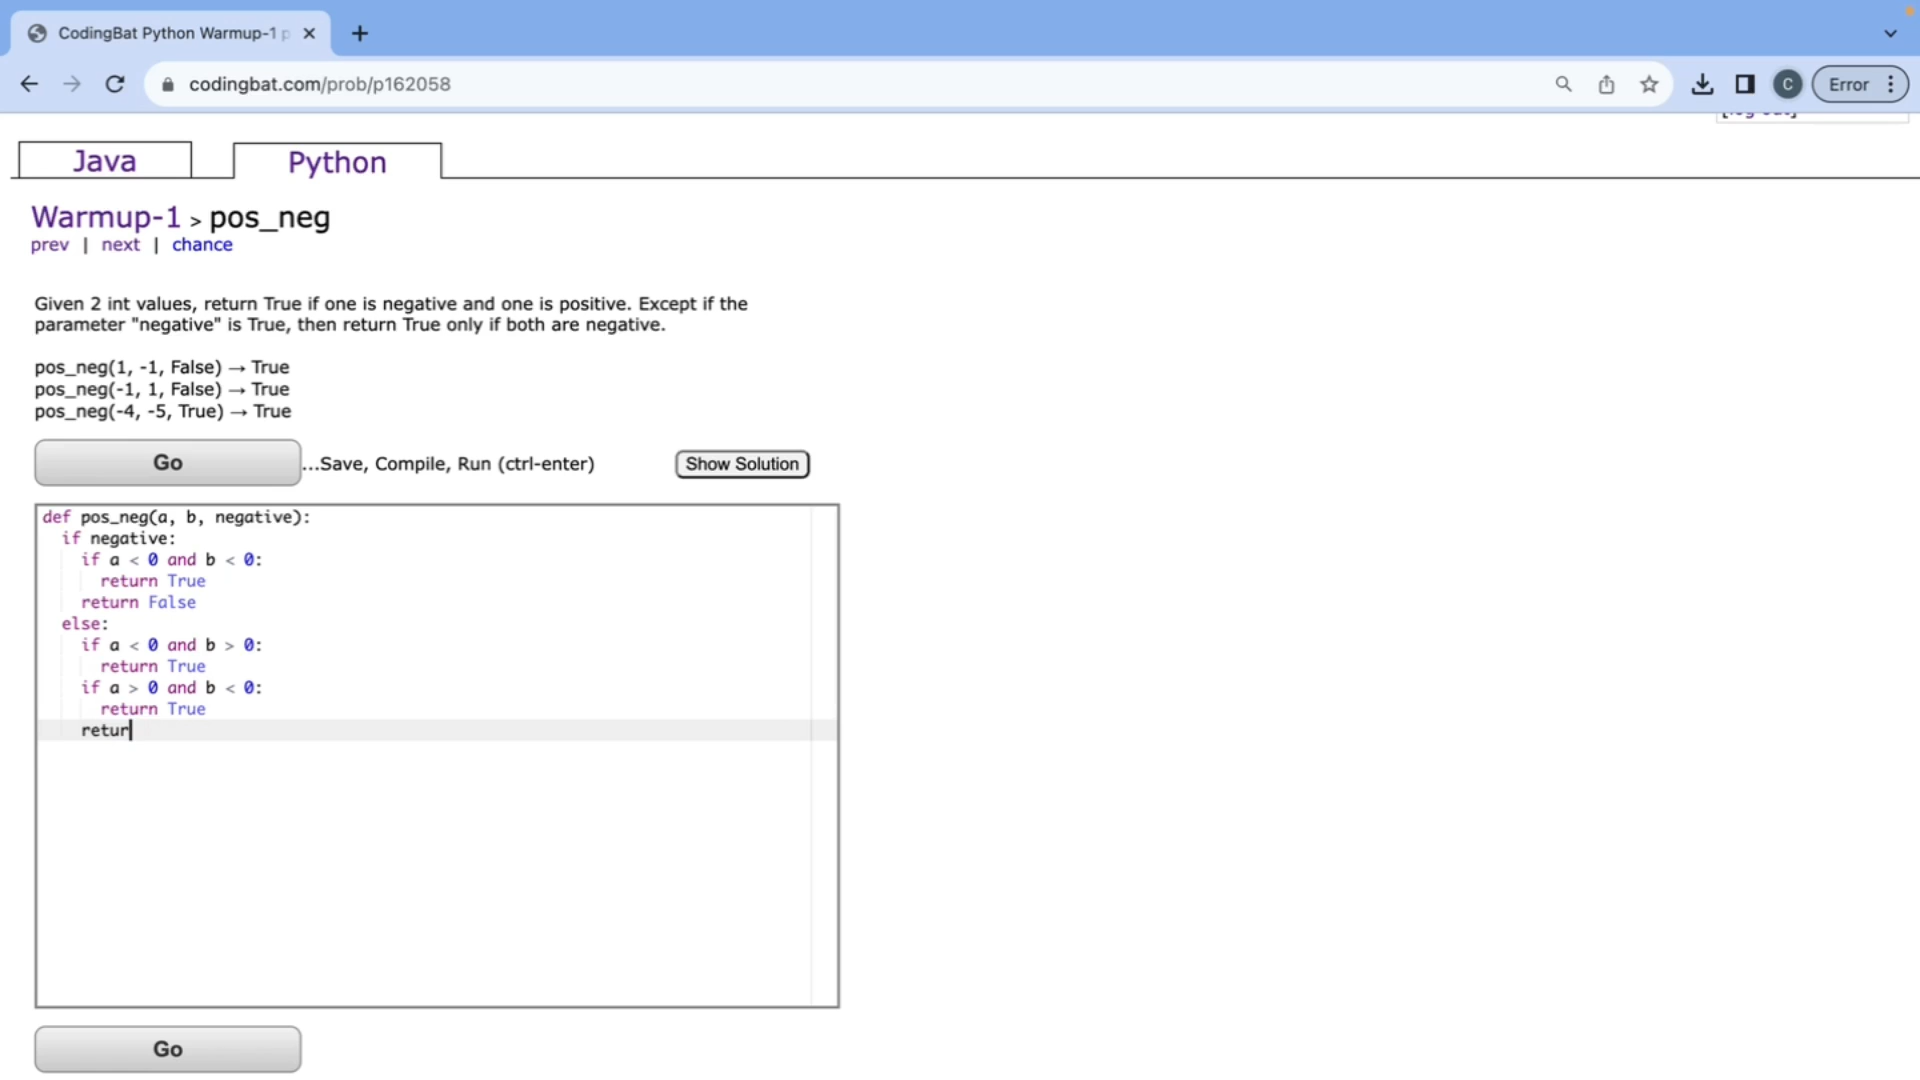 CodingBat Python Warmup-1 p
codingbat.com/prob/p162058
C
Error
Java
Python
Warmup-1 > pos_neg
prev | next | chance
Given 2 int values, return True if one is negative and one is positive. Except if the
parameter "negative" is True, then return True only if both are negative.
pos_neg(1, -1, False) → True
pos_neg(-1, 1, False) → True
pos_neg(-4, -5, True) → True
Go
...Save, Compile, Run (ctrl-enter)
Show Solution
def pos_neg(a, b, negative):
  if negative:
    if a < 0 and b < 0:
      return True
    return False
  else:
    if a < 0 and b > 0:
      return True
    if a > 0 and b < 0:
      return True
    retur
Go